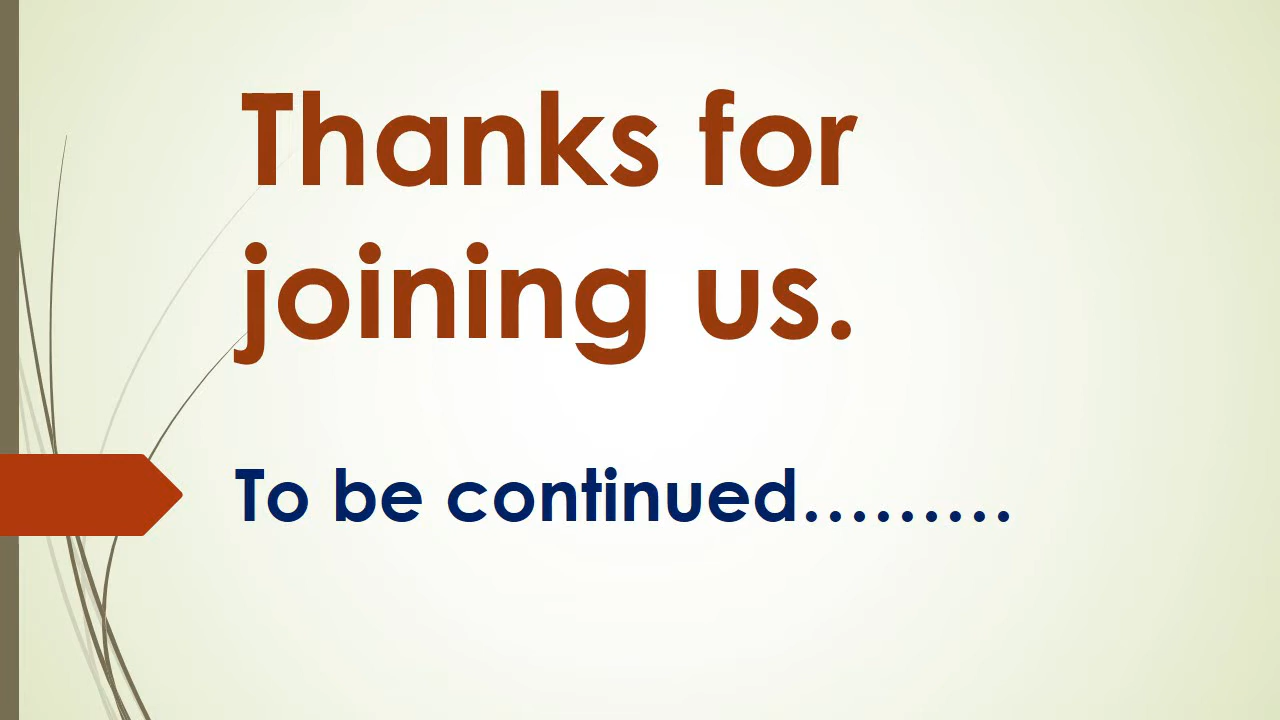 Thanks for
joining us.
To be continued………